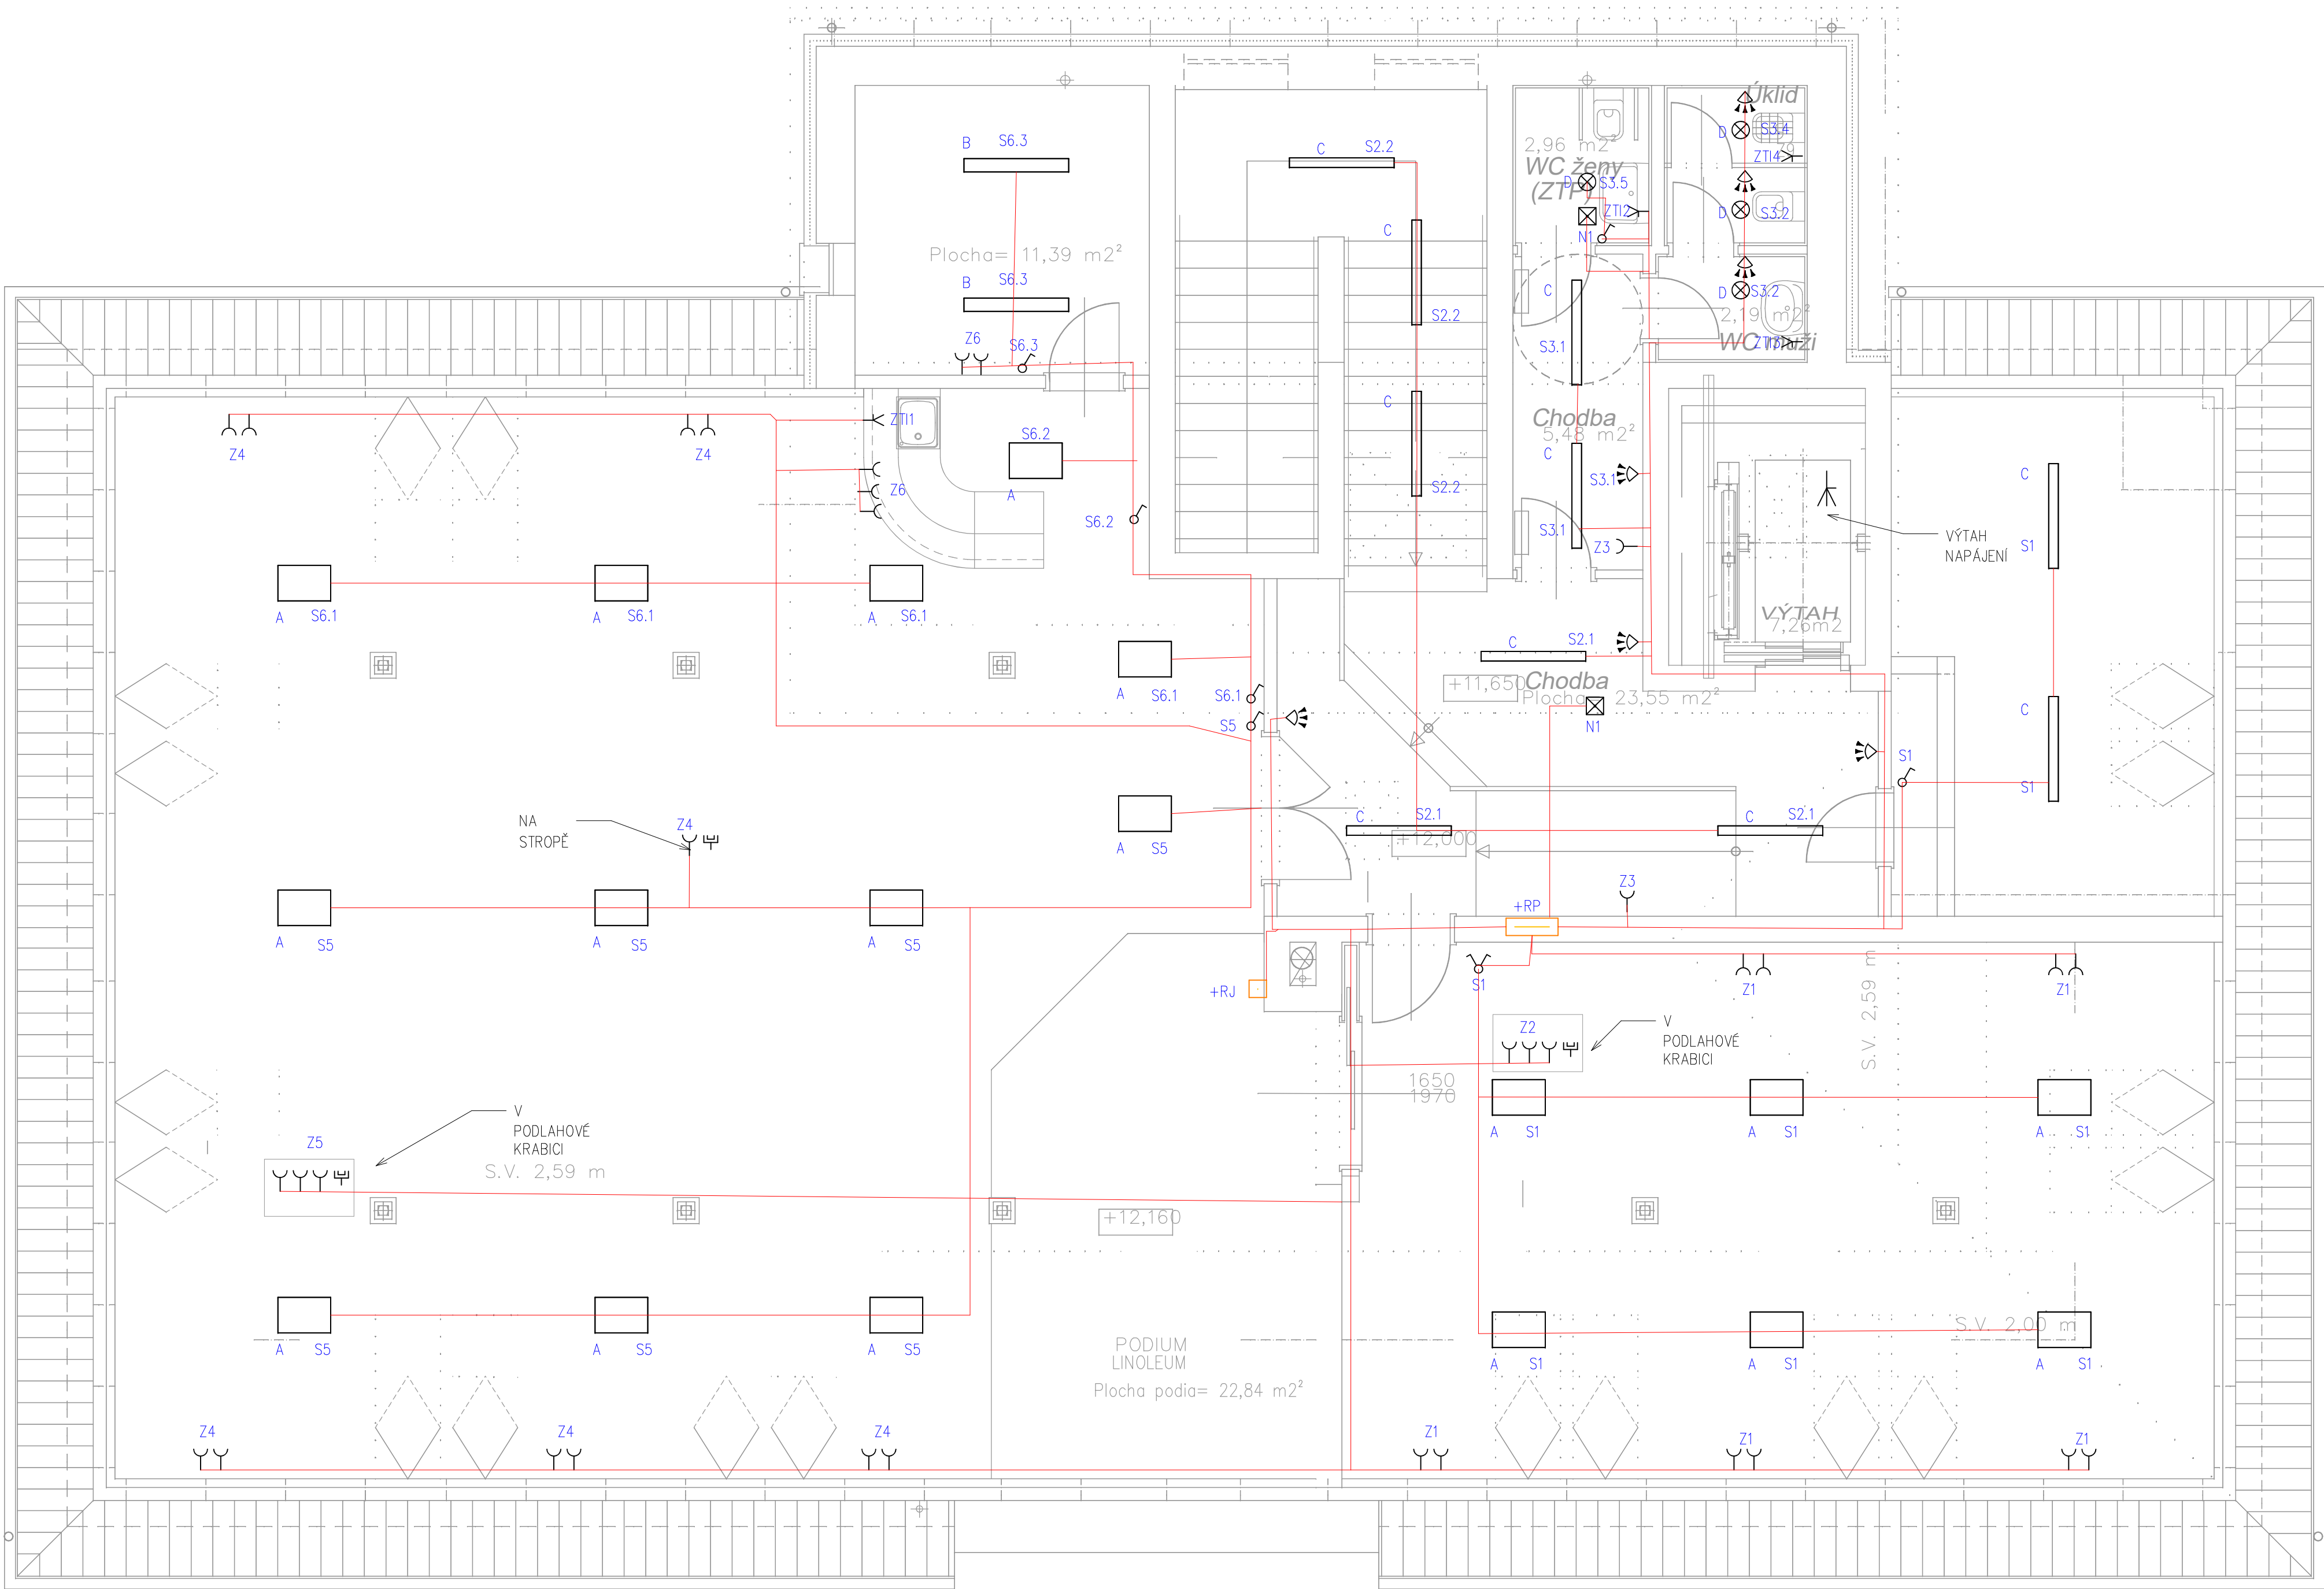 Úklid
B S6.3
C S2.2
D S3.4
ZTI4
2,96 m2²
WC ženy
(ZTP)
D S3.5
ZTI2
D S3.2
N1
C
Plocha= 11,39 m2²
B S6.3
C
D S3.2
S2.2
2,19 m2²
WC muži
ZTI3
Z6
S6.3
S3.1
C
Chodba
5,48 m2²
ZTI1
S6.2
Z4
Z4
C
C
S3.1
Z6
A
S2.2
S6.2
S3.1
Z3
VÝTAH
NAPÁJENÍ
S1
A S6.1
A S6.1
A S6.1
VÝTAH
7,26m2
C S2.1
+11,650
Chodba
Plocha 23,55 m2²
A S6.1
S6.1
S5
N1
C
S1
S1
NA
STROPĚ
Z4
A S5
C S2.1
+12,000
C S2.1
Z3
+RP
A S5
A S5
A S5
+RJ
S1
Z1
Z1
S.V. 2,59 m
Z2
V
PODLAHOVÉ
KRABICI
1650
1970
A S1
A S1
A S1
V
PODLAHOVÉ
KRABICI
Z5
S.V. 2,59 m
+12,160
S.V. 2,00 m
A S5
A S5
A S5
PODIUM
LINOLEUM
Plocha podia= 22,84 m2²
A S1
A S1
A S1
Z4
Z4
Z4
Z1
Z1
Z1